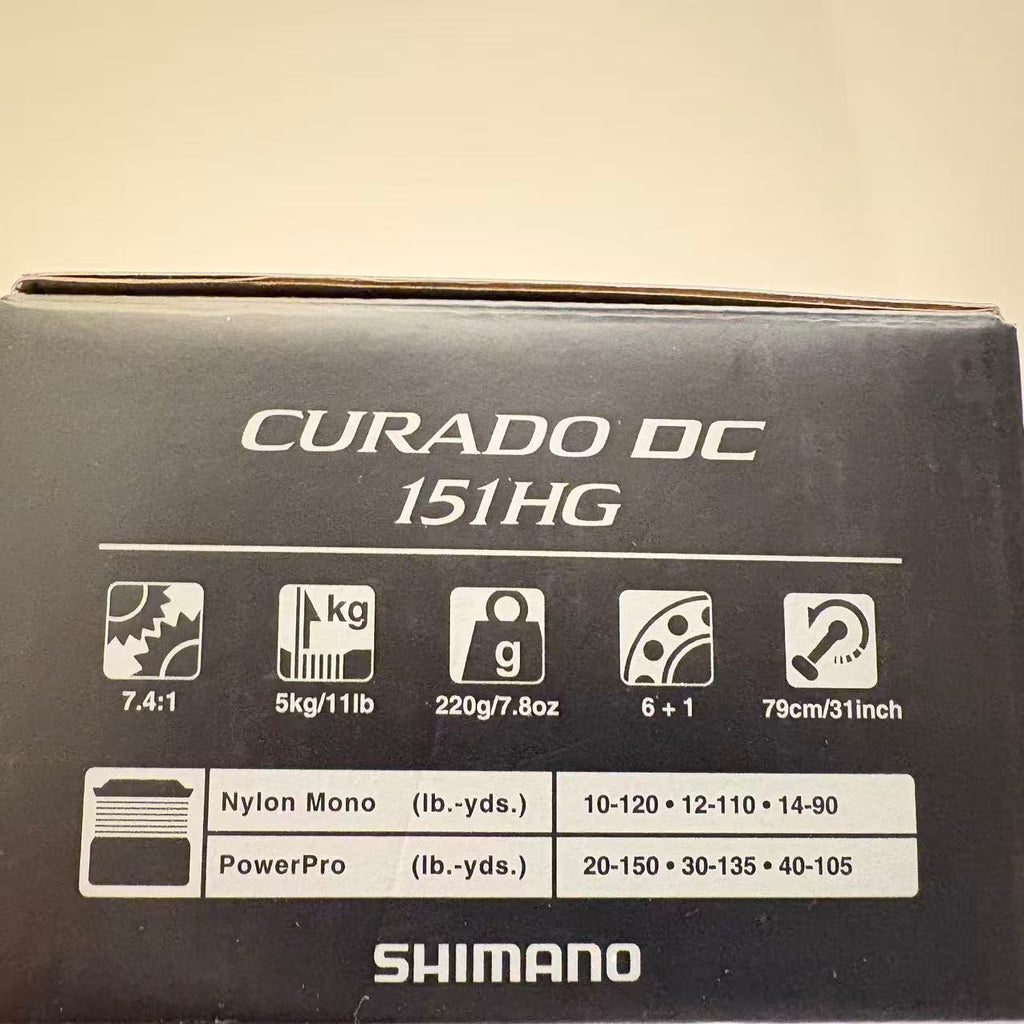 CURADO DC
151HG
kg
g
7.4:1 5kg/11lb 220g/7.8oz 6 + 1 79cm/31inch
Nylon Mono (lb.-yds.) 10-120 • 12-110 • 14-90
PowerPro (lb.-yds.) 20-150 • 30-135 • 40-105
SHIMANO